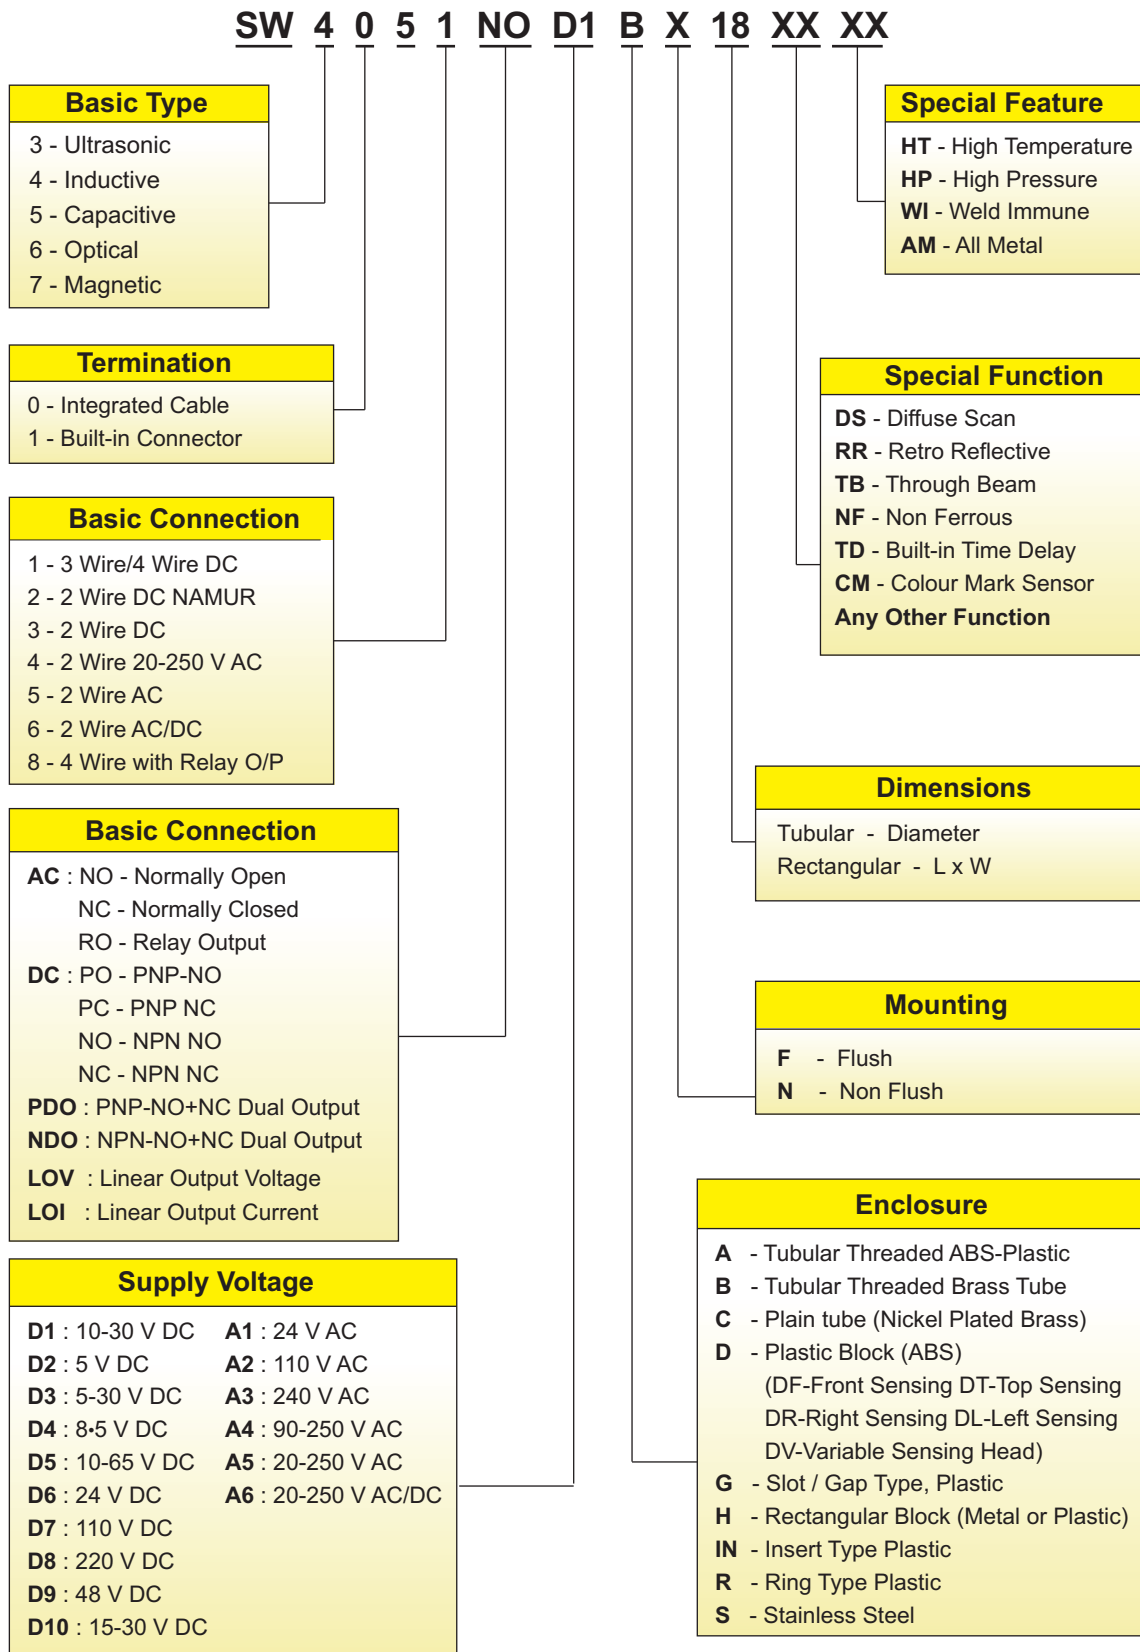 SW 4 0 5 1 NO D1 B X 18 XX XX
Basic Type
3 - Ultrasonic
4 - Inductive
5 - Capacitive
6 - Optical
7 - Magnetic
Termination
0 - Integrated Cable
1 - Built-in Connector
Basic Connection
1 - 3 Wire/4 Wire DC
2 - 2 Wire DC NAMUR
3 - 2 Wire DC
4 - 2 Wire 20-250 V AC
5 - 2 Wire AC
6 - 2 Wire AC/DC
8 - 4 Wire with Relay O/P
Basic Connection
AC : NO - Normally Open
NC - Normally Closed
RO - Relay Output
DC : PO - PNP-NO
PC - PNP NC
NO - NPN NO
NC - NPN NC
PDO : PNP-NO+NC Dual Output
NDO : NPN-NO+NC Dual Output
LOV : Linear Output Voltage
LOI : Linear Output Current
Supply Voltage
D1 : 10-30 V DC A1 : 24 V AC
D2 : 5 V DC A2 : 110 V AC
D3 : 5-30 V DC A3 : 240 V AC
D4 : 8•5 V DC A4 : 90-250 V AC
D5 : 10-65 V DC A5 : 20-250 V AC
D6 : 24 V DC A6 : 20-250 V AC/DC
D7 : 110 V DC
D8 : 220 V DC
D9 : 48 V DC
D10 : 15-30 V DC
Special Feature
HT - High Temperature
HP - High Pressure
WI - Weld Immune
AM - All Metal
Special Function
DS - Diffuse Scan
RR - Retro Reflective
TB - Through Beam
NF - Non Ferrous
TD - Built-in Time Delay
CM - Colour Mark Sensor
Any Other Function
Dimensions
Tubular - Diameter
Rectangular - L x W
Mounting
F - Flush
N - Non Flush
Enclosure
A - Tubular Threaded ABS-Plastic
B - Tubular Threaded Brass Tube
C - Plain tube (Nickel Plated Brass)
D - Plastic Block (ABS)
(DF-Front Sensing DT-Top Sensing
DR-Right Sensing DL-Left Sensing
DV-Variable Sensing Head)
G - Slot / Gap Type, Plastic
H - Rectangular Block (Metal or Plastic)
IN - Insert Type Plastic
R - Ring Type Plastic
S - Stainless Steel